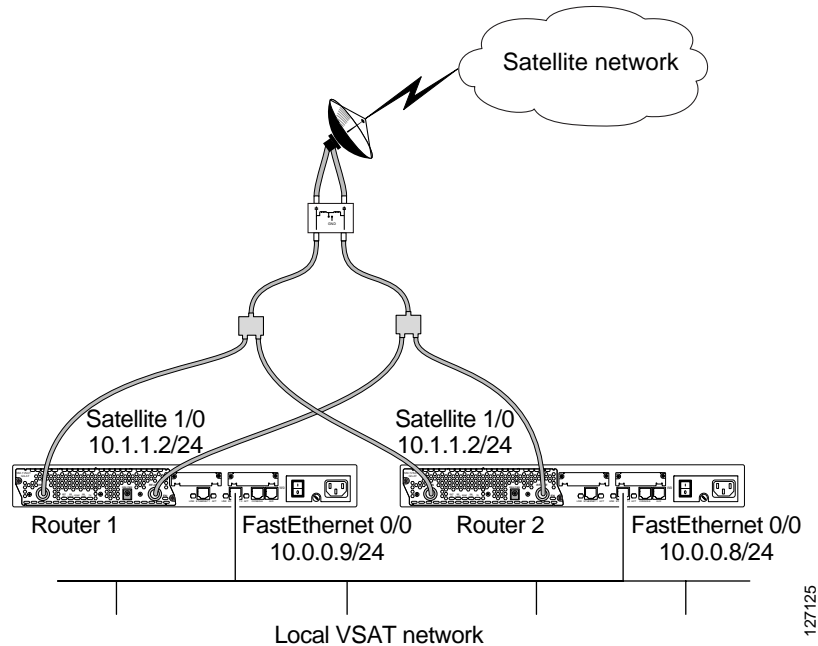 Satellite network
GND
Satellite 1/0
10.1.1.2/24
Satellite 1/0
10.1.1.2/24
Router 1
FastEthernet 0/0
10.0.0.9/24
Router 2
FastEthernet 0/0
10.0.0.8/24
Local VSAT network
127125